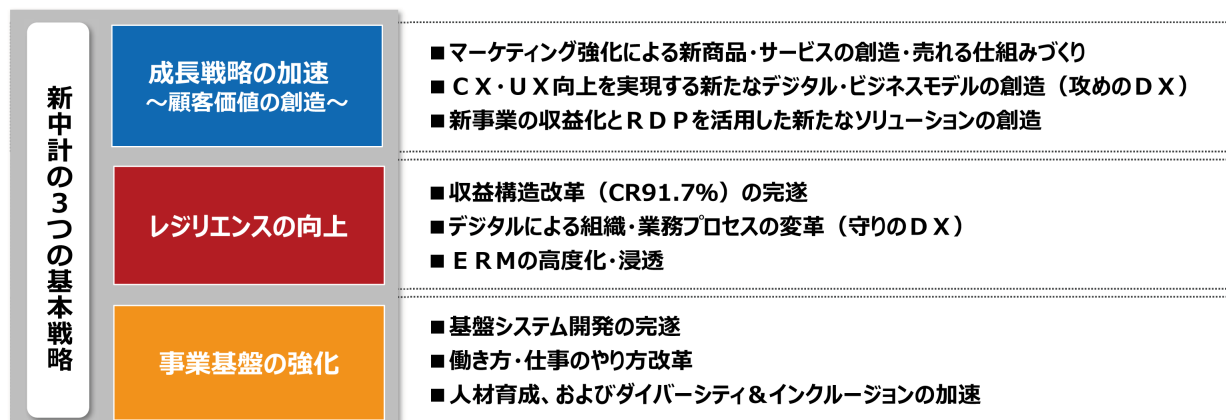 新中計の3つの基本戦略
成長戦略の加速
～顧客価値の創造～
■マーケティング強化による新商品・サービスの創造・売れる仕組みづくり
■ＣＸ・ＵＸ向上を実現する新たなデジタル・ビジネスモデルの創造（攻めのＤＸ）
■新事業の収益化とＲＤＰを活用した新たなソリューションの創造
レジリエンスの向上
■収益構造改革（CR91.7%）の完遂
■デジタルによる組織・業務プロセスの変革（守りのＤＸ）
■ＥＲＭの高度化・浸透
事業基盤の強化
■基盤システム開発の完遂
■働き方・仕事のやり方改革
■人材育成、およびダイバーシティ＆インクルージョンの加速